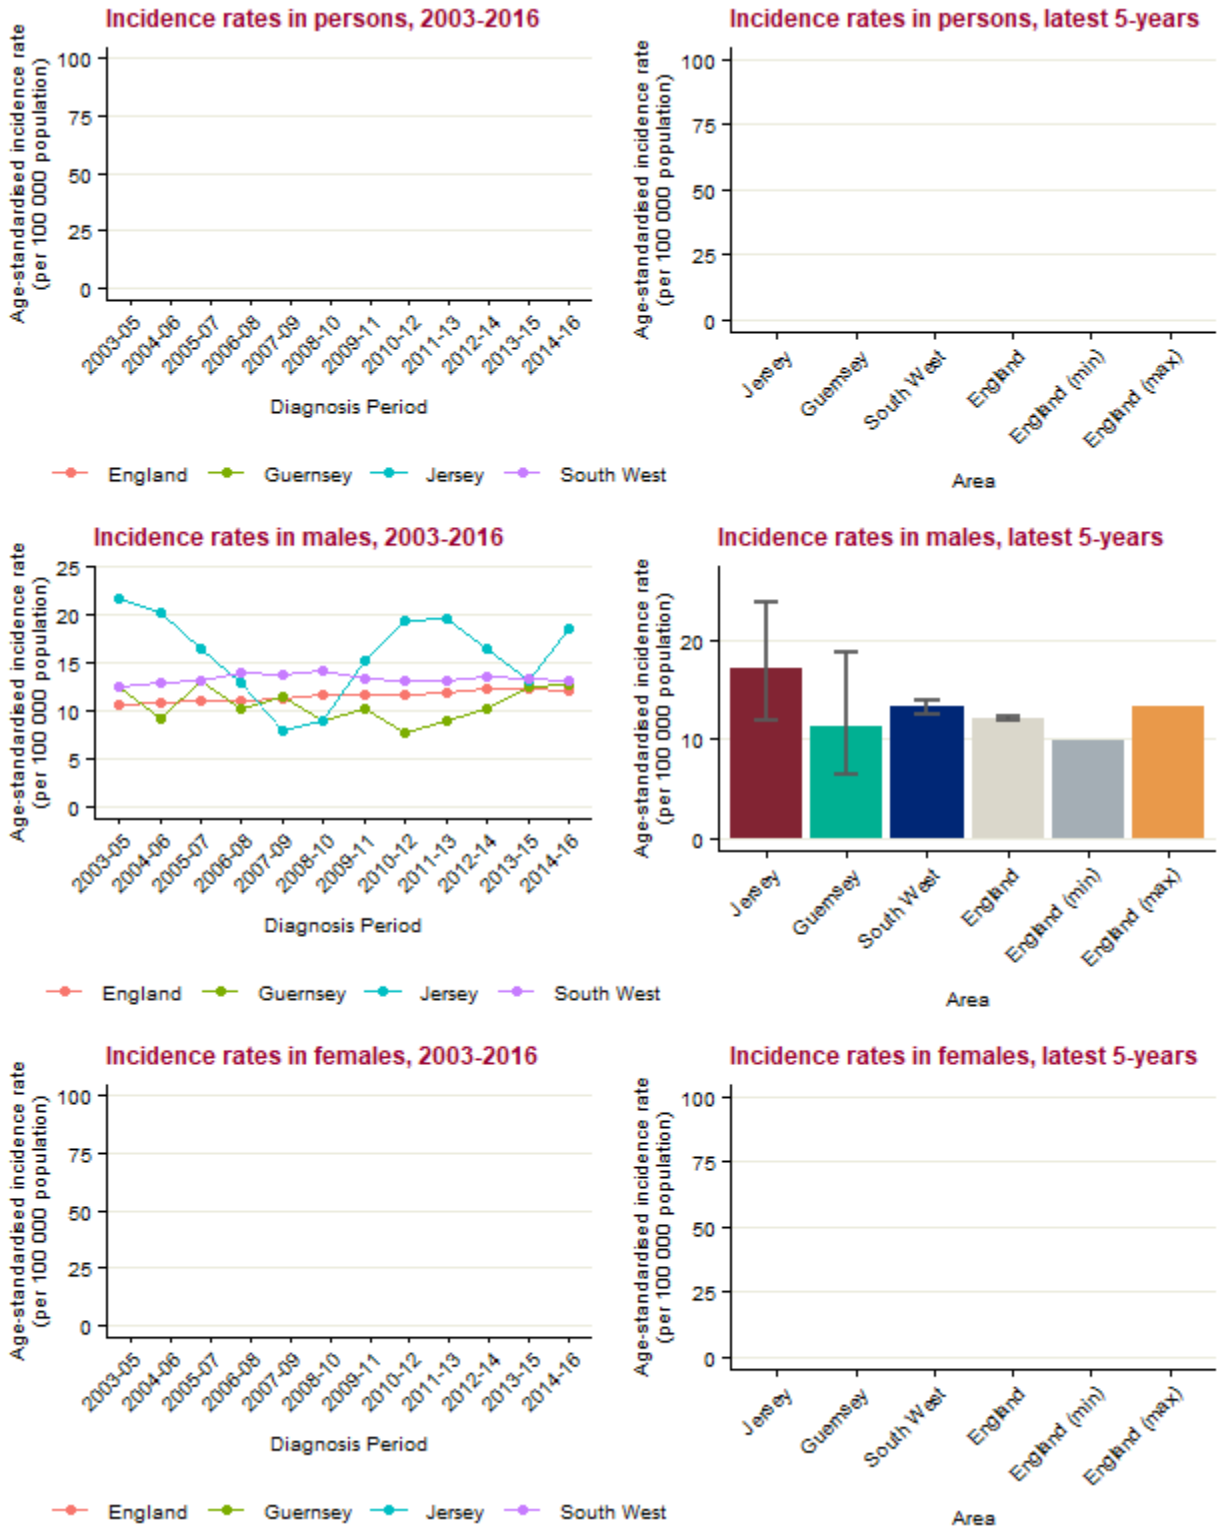 Incidence rates in persons, 2003-2016
Age-standardised incidence rate
(per 100 000 population)
100
75
50
25
0
2003-05
2004-06
2005-07
2006-08
2007-09
2008-10
2009-11
2010-12
2011-13
2012-14
2013-15
2014-16
Diagnosis Period
England Guernsey Jersey South West
Incidence rates in persons, latest 5-years
Age-standardised incidence rate
(per 100 000 population)
100
75
50
25
0
Jersey
Guernsey
South West
England
England (min)
England (max)
Area
Incidence rates in males, 2003-2016
Age-standardised incidence rate
(per 100 000 population)
25
20
15
10
5
0
2003-05
2004-06
2005-07
2006-08
2007-09
2008-10
2009-11
2010-12
2011-13
2012-14
2013-15
2014-16
Diagnosis Period
England Guernsey Jersey South West
Incidence rates in males, latest 5-years
Age-standardised incidence rate
(per 100 000 population)
20
10
0
Jersey
Guernsey
South West
England
England (min)
England (max)
Area
Incidence rates in females, 2003-2016
Age-standardised incidence rate
(per 100 000 population)
100
75
50
25
0
2003-05
2004-06
2005-07
2006-08
2007-09
2008-10
2009-11
2010-12
2011-13
2012-14
2013-15
2014-16
Diagnosis Period
England Guernsey Jersey South West
Incidence rates in females, latest 5-years
Age-standardised incidence rate
(per 100 000 population)
100
75
50
25
0
Jersey
Guernsey
South West
England
England (min)
England (max)
Area